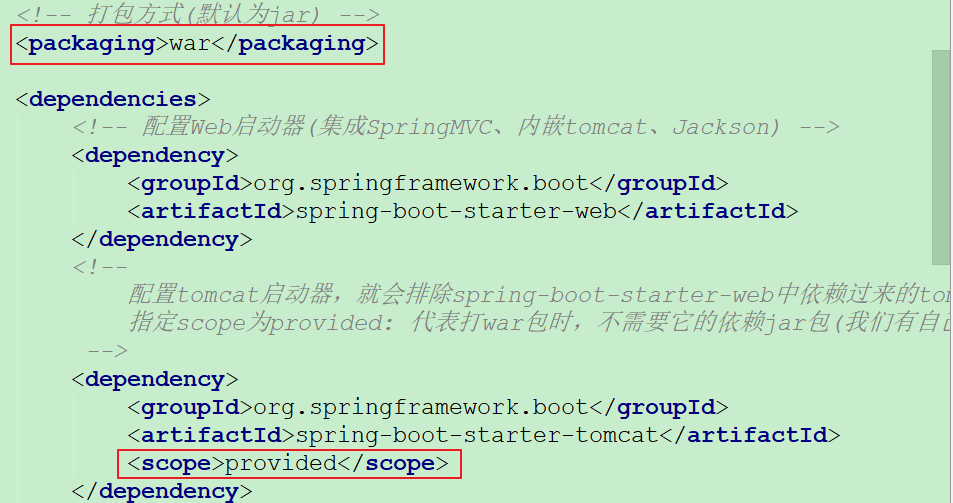 <!-- 打包方式(默认为jar) -->
<packaging>war</packaging>
<dependencies>
<!-- 配置Web启动器(集成SpringMVC、内嵌tomcat、Jackson) -->
<dependency>
<groupId>org.springframework.boot</groupId>
<artifactId>spring-boot-starter-web</artifactId>
</dependency>
<!--
配置tomcat启动器，就会排除spring-boot-starter-web中依赖过来的tom
指定scope为provided: 代表打war包时，不需要它的依赖jar包(我们有自己
-->
<dependency>
<groupId>org.springframework.boot</groupId>
<artifactId>spring-boot-starter-tomcat</artifactId>
<scope>provided</scope>
</dependency>